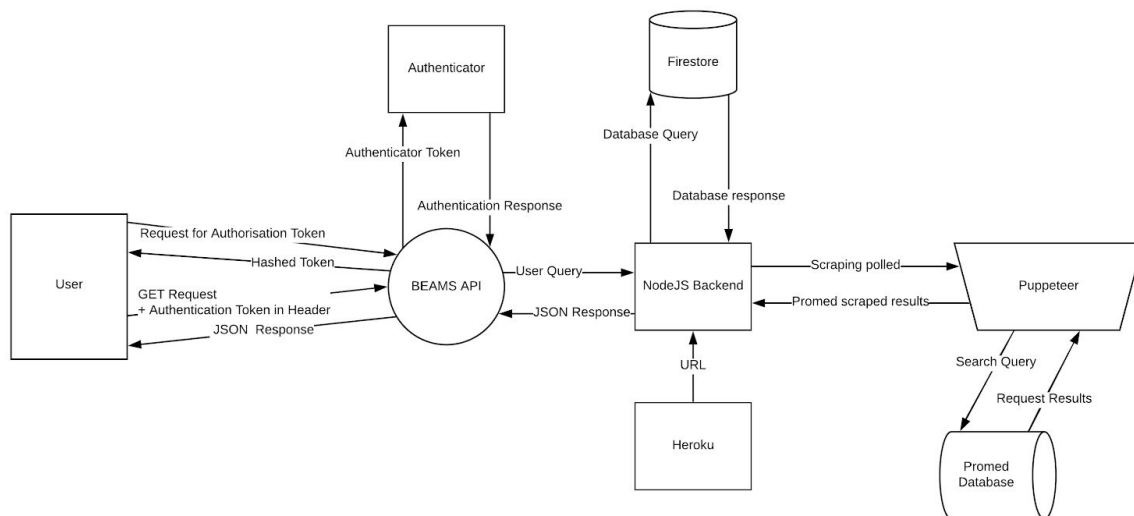 Authenticator
Firestore
Database Query
Authenticator Token
Database response
Authentication Response
Request for Authorisation Token
Hashed Token
User
GET Request
+ Authentication Token in Header
JSON  Response
BEAMS API
User Query
JSON Response
NodeJS Backend
Scraping polled
Promed scraped results
Puppeteer
URL
Search Query
Request Results
Heroku
Promed
Database